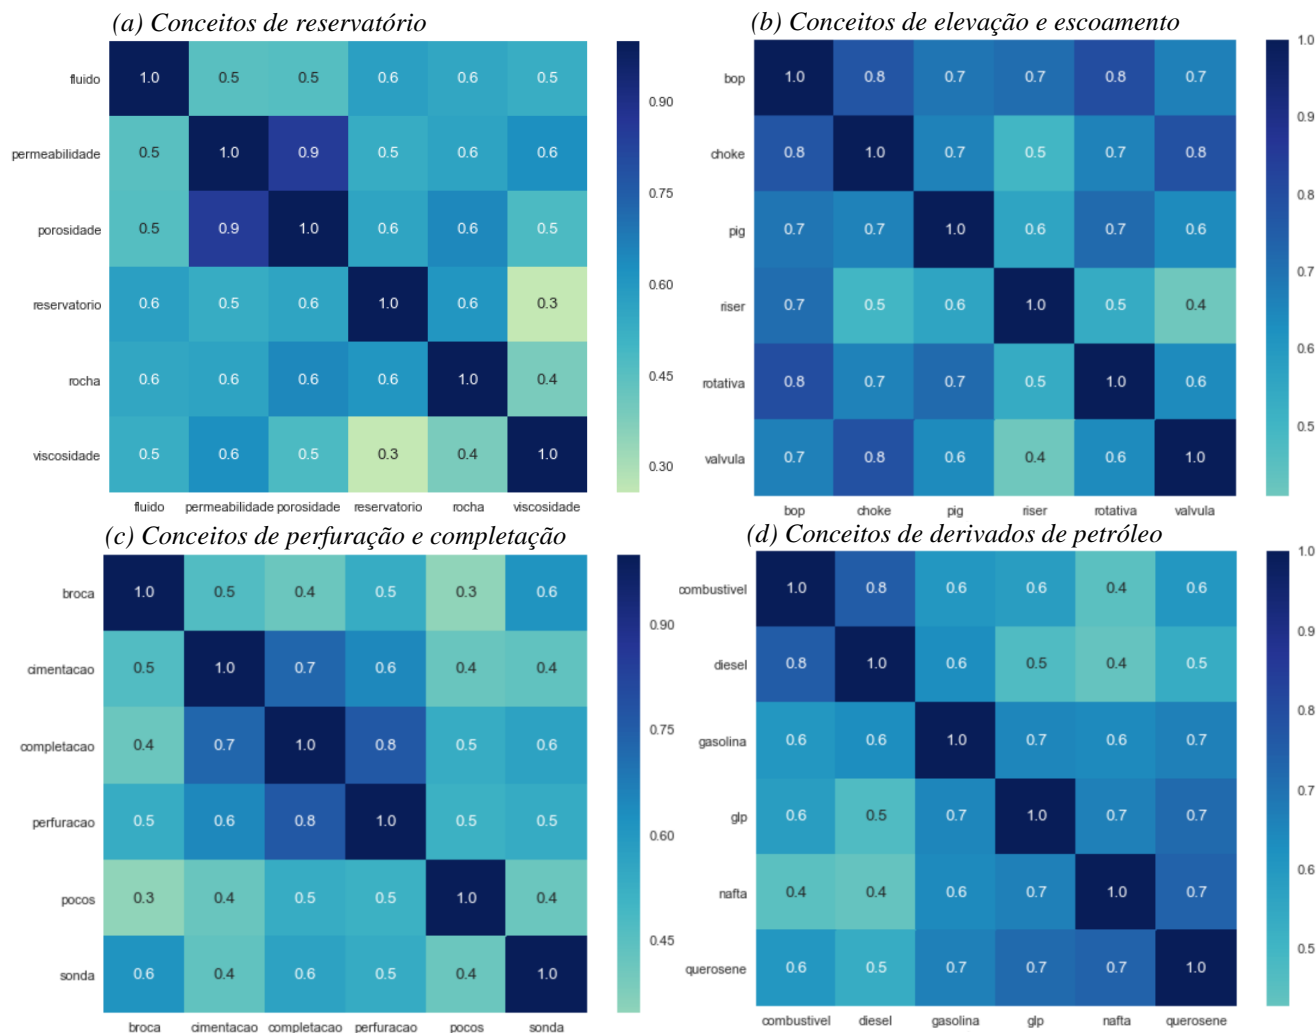 (a) Conceitos de reservatório
fluido 1.0 0.5 0.5 0.6 0.6 0.5
permeabilidade 0.5 1.0 0.9 0.5 0.6 0.6
porosidade 0.5 0.9 1.0 0.6 0.6 0.5
reservatorio 0.6 0.5 0.6 1.0 0.6 0.3
rocha 0.6 0.6 0.6 0.6 1.0 0.4
viscosidade 0.5 0.6 0.5 0.3 0.4 1.0
fluido permeabilidade porosidade reservatorio rocha viscosidade
0.90
0.75
0.60
0.45
0.30
(b) Conceitos de elevação e escoamento
bop 1.0 0.8 0.7 0.7 0.8 0.7
choke 0.8 1.0 0.7 0.5 0.7 0.8
pig 0.7 0.7 1.0 0.6 0.7 0.6
riser 0.7 0.5 0.6 1.0 0.5 0.4
rotativa 0.8 0.7 0.7 0.5 1.0 0.6
valvula 0.7 0.8 0.6 0.4 0.6 1.0
bop choke pig riser rotativa valvula
1.0
0.9
0.8
0.7
0.6
0.5
(c) Conceitos de perfuração e completação
broca 1.0 0.5 0.4 0.5 0.3 0.6
cimentacao 0.5 1.0 0.7 0.6 0.4 0.4
completacao 0.4 0.7 1.0 0.8 0.5 0.6
perfuracao 0.5 0.6 0.8 1.0 0.5 0.5
pocos 0.3 0.4 0.5 0.5 1.0 0.4
sonda 0.6 0.4 0.6 0.5 0.4 1.0
broca cimentacao completacao perfuracao pocos sonda
0.90
0.75
0.60
0.45
(d) Conceitos de derivados de petróleo
combustivel 1.0 0.8 0.6 0.6 0.4 0.6
diesel 0.8 1.0 0.6 0.5 0.4 0.5
gasolina 0.6 0.6 1.0 0.7 0.6 0.7
glp 0.6 0.5 0.7 1.0 0.7 0.7
nafta 0.4 0.4 0.6 0.7 1.0 0.7
querosene 0.6 0.5 0.7 0.7 0.7 1.0
combustivel diesel gasolina glp nafta querosene
1.0
0.9
0.8
0.7
0.6
0.5